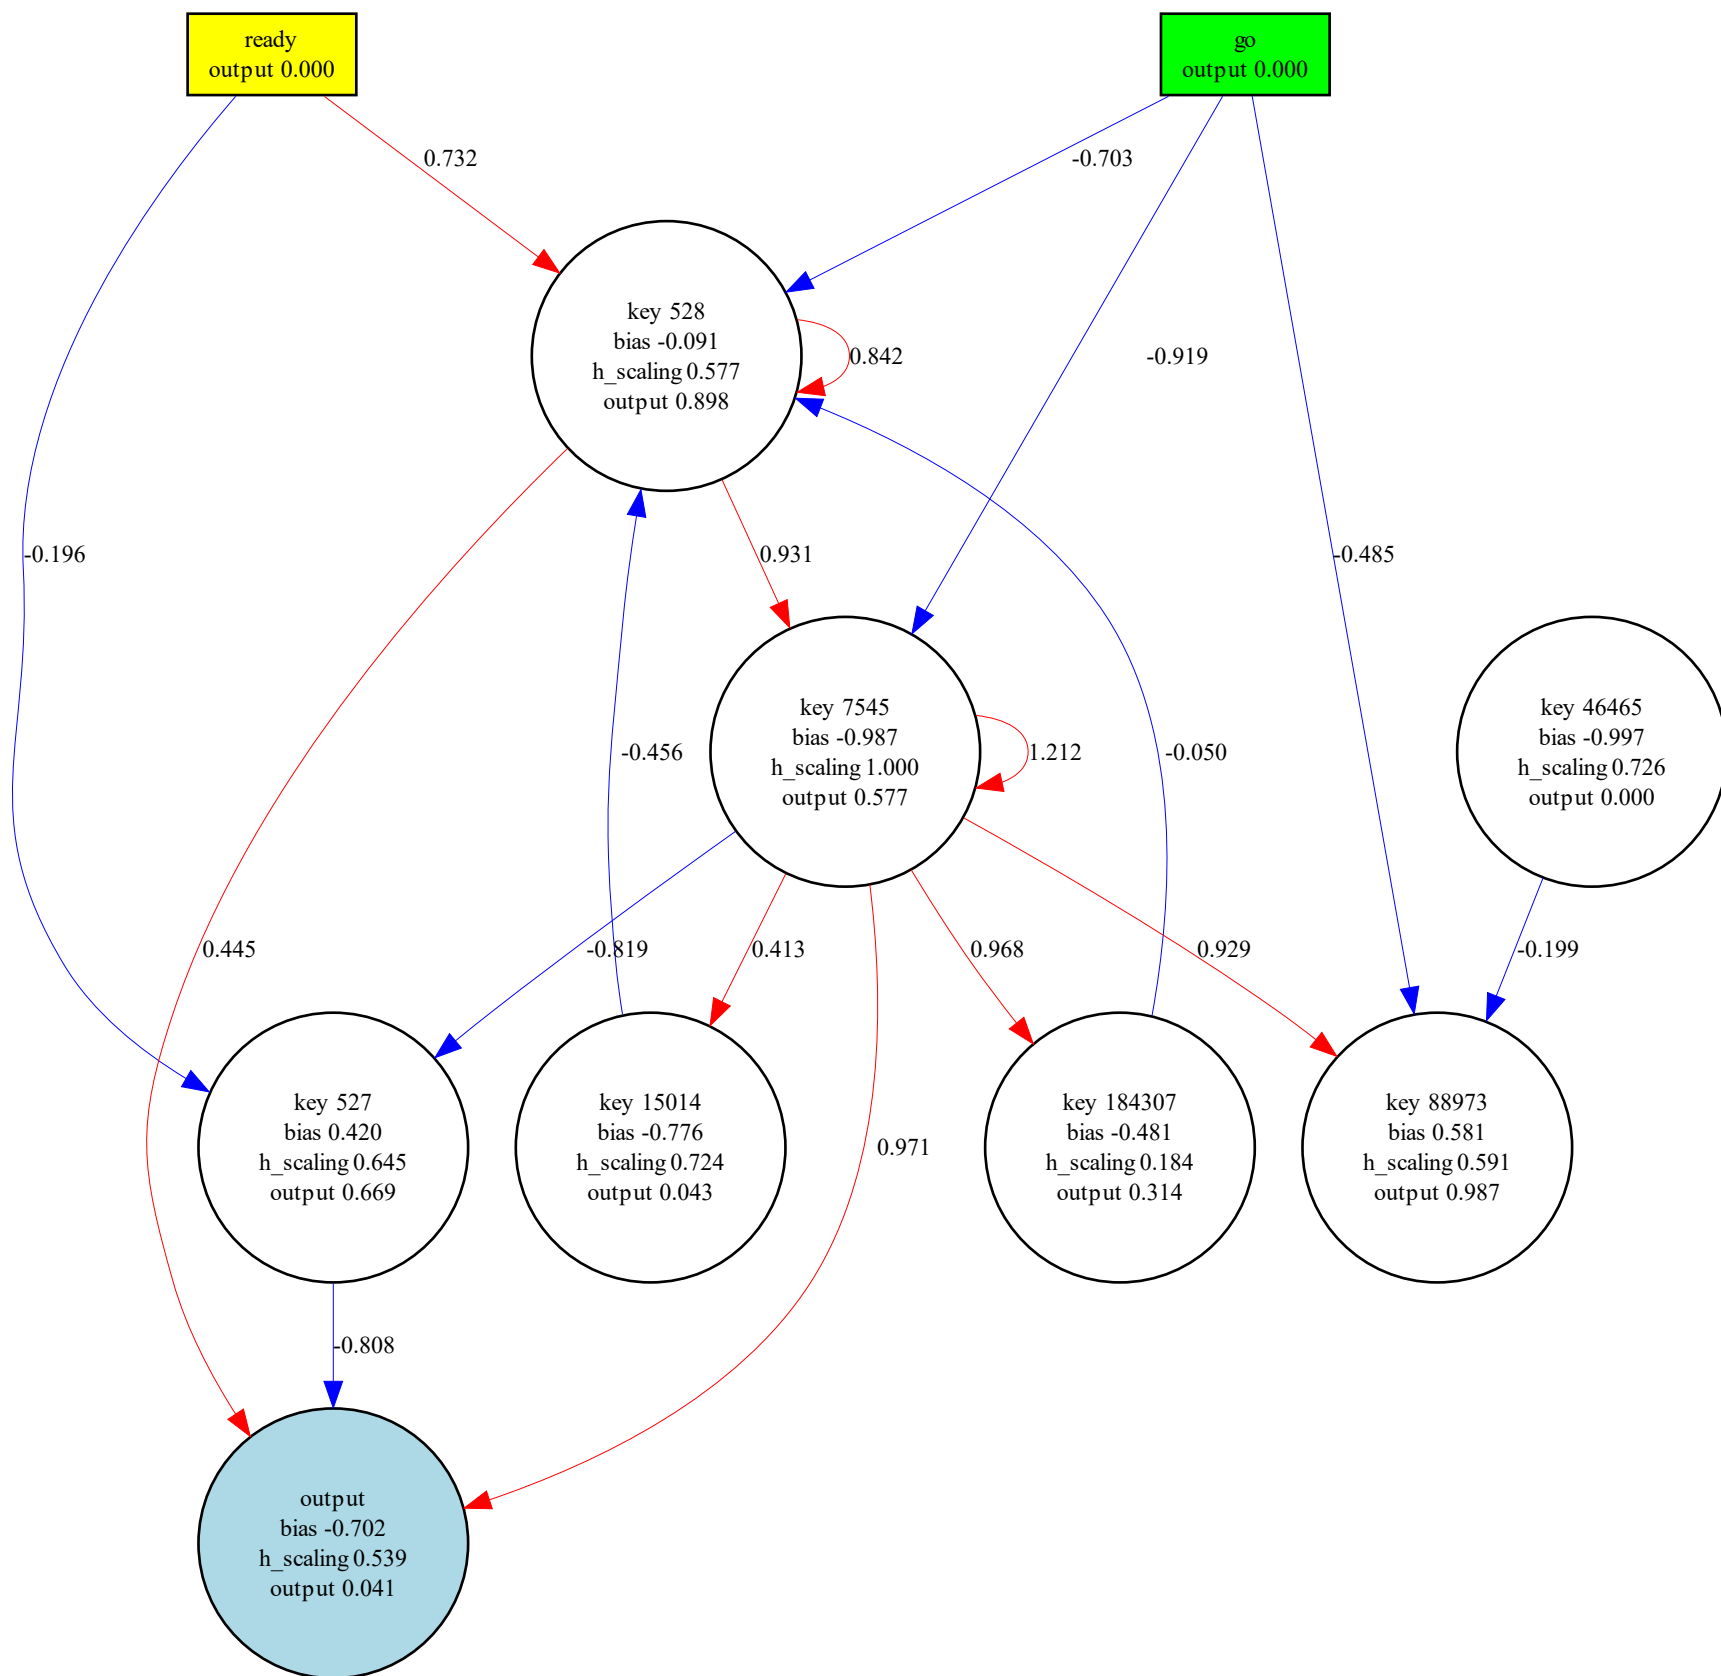 ready
output 0.000
go
output 0.000
0.732
-0.703
key 528
bias -0.091
h_scaling 0.577
output 0.898
0.842
-0.919
-0.196
0.931
-0.485
key 7545
bias -0.987
h_scaling 1.000
output 0.577
1.212
-0.456
-0.050
key 46465
bias -0.997
h_scaling 0.726
output 0.000
0.445
-0.819
0.413
0.968
0.929
-0.199
key 527
bias 0.420
h_scaling 0.645
output 0.669
key 15014
bias -0.776
h_scaling 0.724
output 0.043
0.971
key 184307
bias -0.481
h_scaling 0.184
output 0.314
key 88973
bias 0.581
h_scaling 0.591
output 0.987
-0.808
output
bias -0.702
h_scaling 0.539
output 0.041